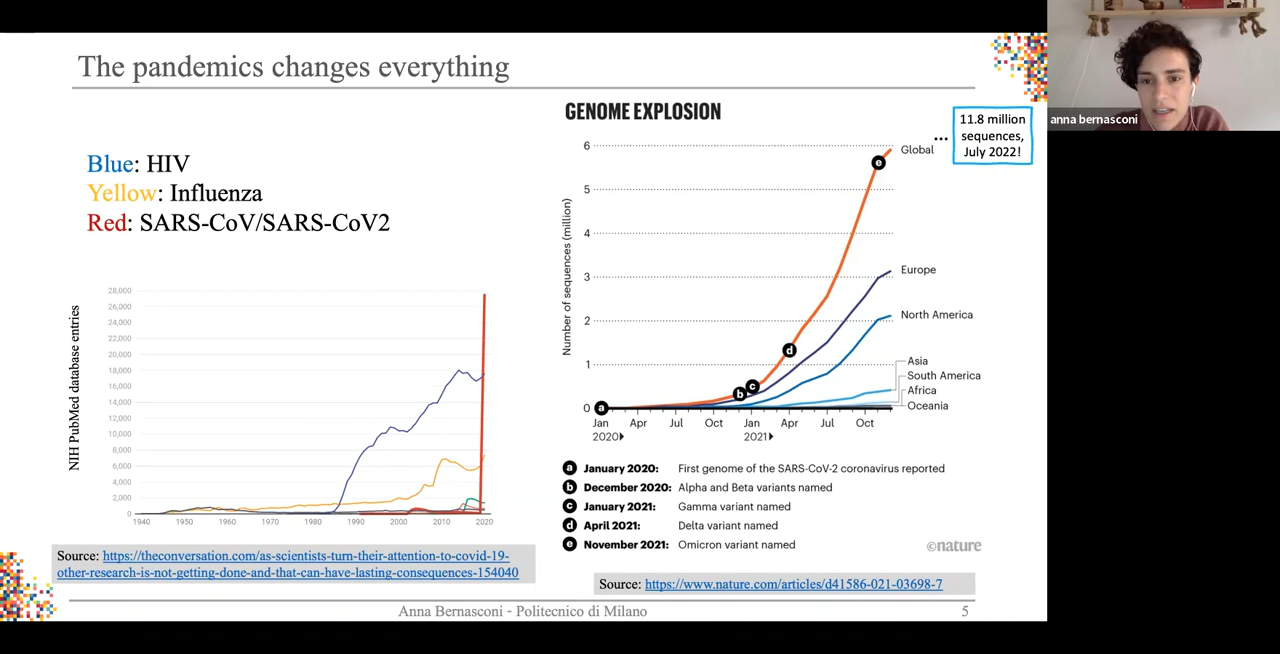 The pandemics changes everything
anna bernasconi
Blue: HIV
Yellow: Influenza
Red: SARS-CoV/SARS-CoV2
NIH PubMed database entries
28,000
26,000
24,000
22,000
20,000
18,000
16,000
14,000
12,000
10,000
8,000
6,000
4,000
2,000
0
1940 1950 1960 1970 1980 1990 2000 2010 2020
Source: https://theconversation.com/as-scientists-turn-their-attention-to-covid-19-
other-research-is-not-getting-done-and-that-can-have-lasting-consequences-154040
GENOME EXPLOSION
... 11.8 million
sequences,
July 2022!
Number of sequences (million)
6
5
4
3
2
1
0
Global
Europe
North America
Asia
South America
Africa
Oceania
a
b
c
d
e
Jan Apr Jul Oct Jan Apr Jul Oct
2020 2021
a January 2020: First genome of the SARS-CoV-2 coronavirus reported
b December 2020: Alpha and Beta variants named
c January 2021: Gamma variant named
d April 2021: Delta variant named
e November 2021: Omicron variant named
©nature
Source: https://www.nature.com/articles/d41586-021-03698-7
Anna Bernasconi - Politecnico di Milano
5